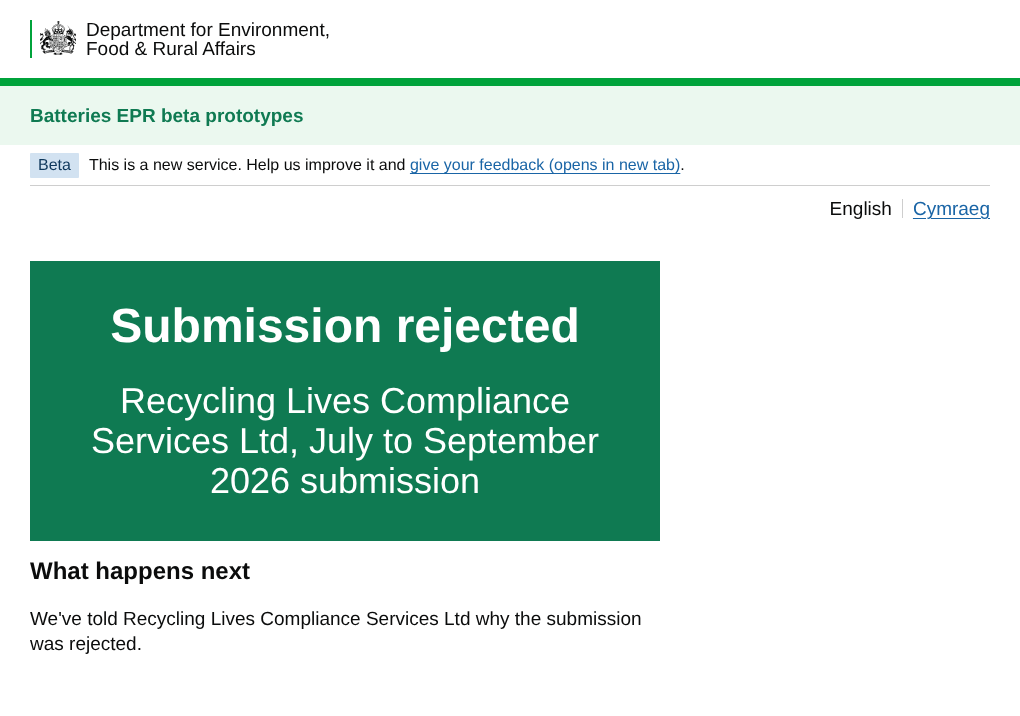 Department for Environment,
Food & Rural Affairs
Batteries EPR beta prototypes
Beta This is a new service. Help us improve it and give your feedback (opens in new tab).
English Cymraeg
Submission rejected
Recycling Lives Compliance
Services Ltd, July to September
2026 submission
What happens next
We've told Recycling Lives Compliance Services Ltd why the submission
was rejected.